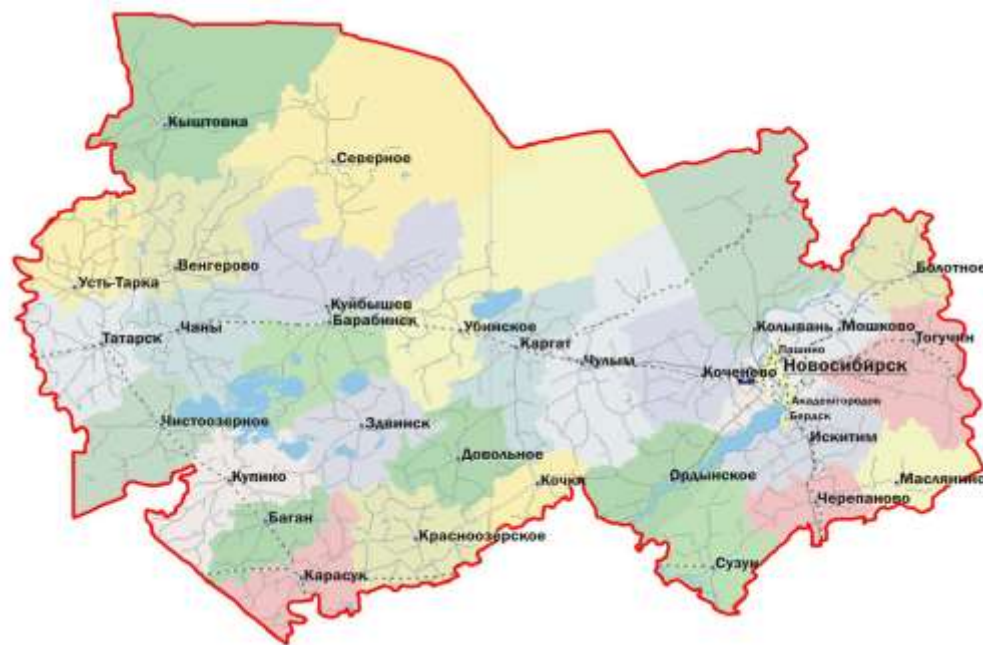 Кыштовка
Северное
Венгерово
Болотное
Усть-Тарка
Куйбышев
Барабинск
Чаны
Убинское
Колывань
Мошково
Татарск
Каргат
Тогучин
Пашино
Чулым
Новосибирск
Коченево
Академгородок
Бердск
Чистоозерное
Здвинск
Искитим
Довольное
Купино
Кочки
Ордынское
Маслянино
Черепаново
Баган
Красноозерское
Сузун
Карасук